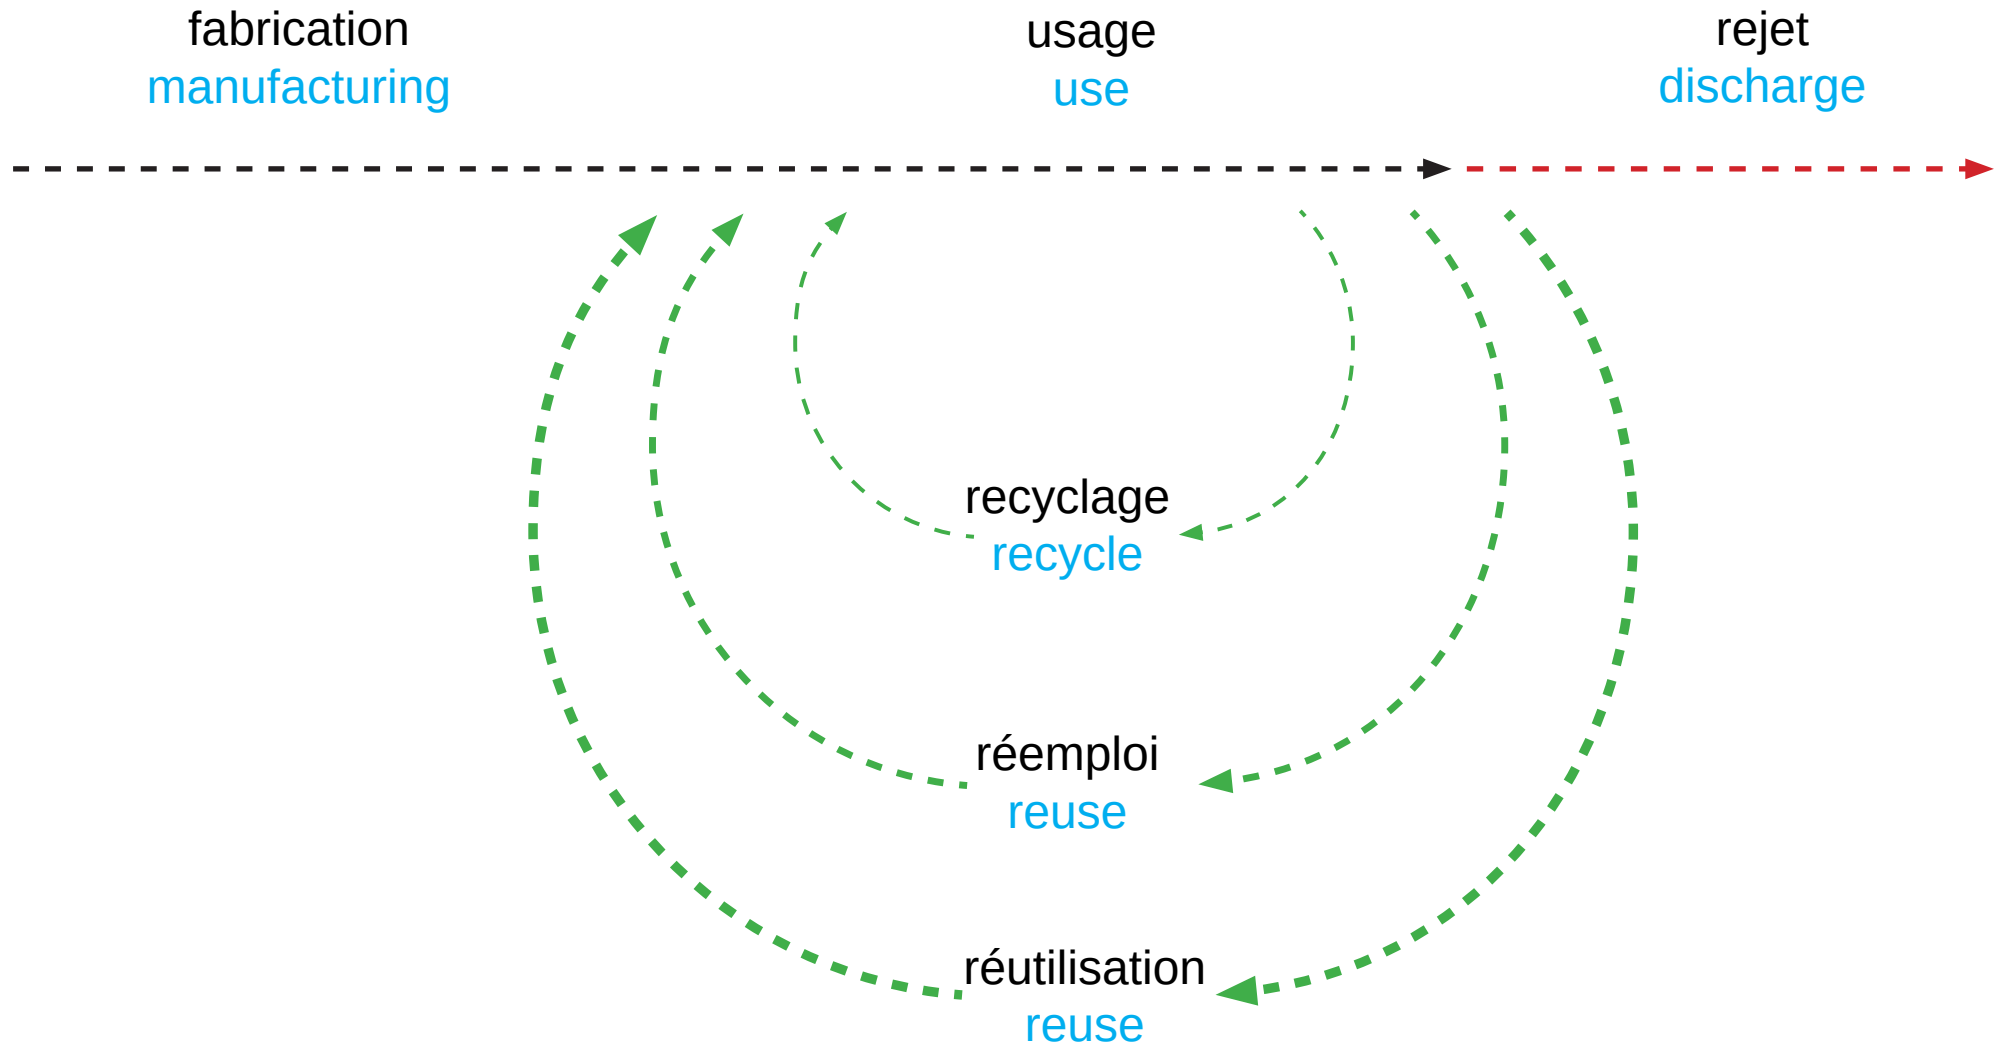 fabrication
manufacturing
usage
use
rejet
discharge
recyclage
recycle
réemploi
reuse
réutilisation
reuse